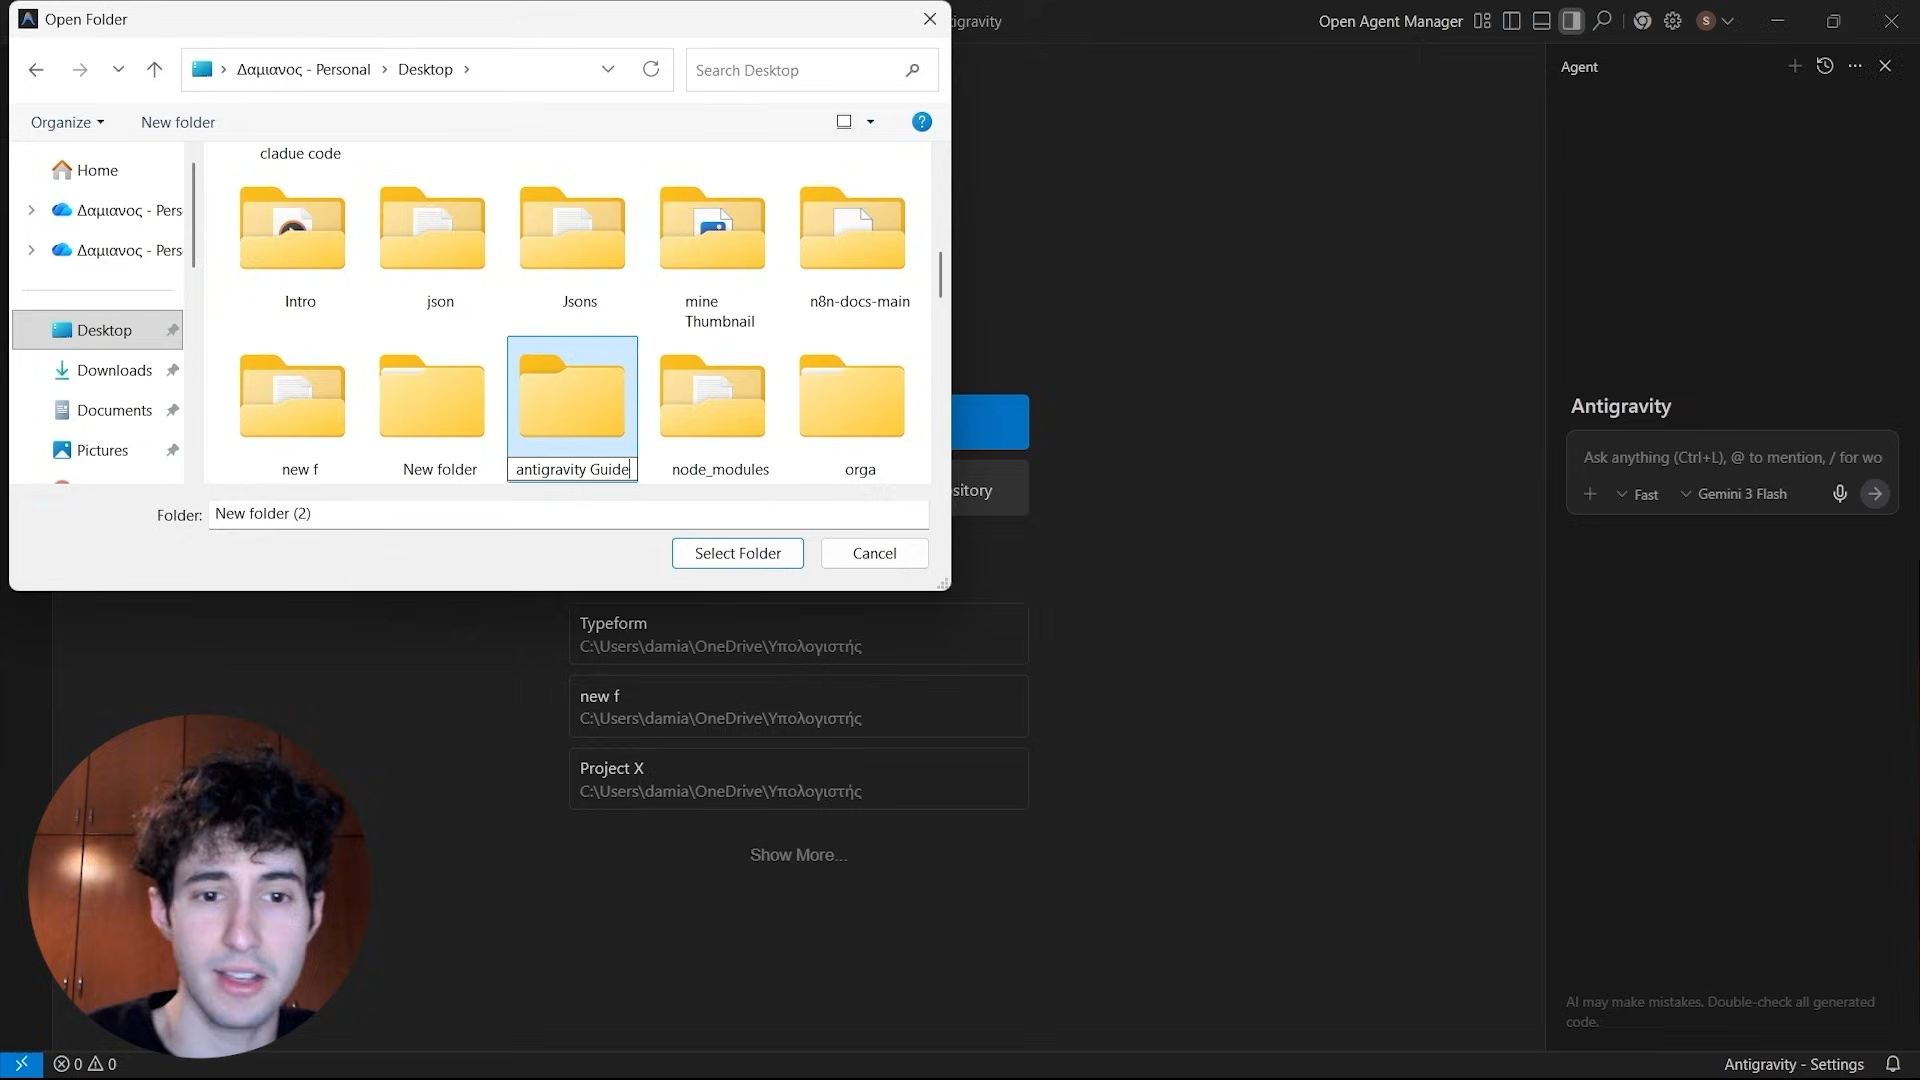 Open Folder
Δαμιανος - Personal
Desktop
Search Desktop
Organize
New folder
?
Home
Δαμιανος - Pers
Δαμιανος - Pers
Desktop
Downloads
Documents
Pictures
cladue code
Intro
json
Jsons
mine
Thumbnail
n8n-docs-main
new f
New folder
antigravity Guide
node_modules
orga
Folder:
New folder (2)
Select Folder
Cancel
tigravity
Open Agent Manager
S
Agent
sitory
Typeform
C:\Users\damia\OneDrive\Υπολογιστής
new f
C:\Users\damia\OneDrive\Υπολογιστής
Project X
C:\Users\damia\OneDrive\Υπολογιστής
Show More...
Antigravity
Ask anything (Ctrl+L), @ to mention, / for wo
Fast
Gemini 3 Flash
AI may make mistakes. Double-check all generated
code.
0
0
Antigravity - Settings